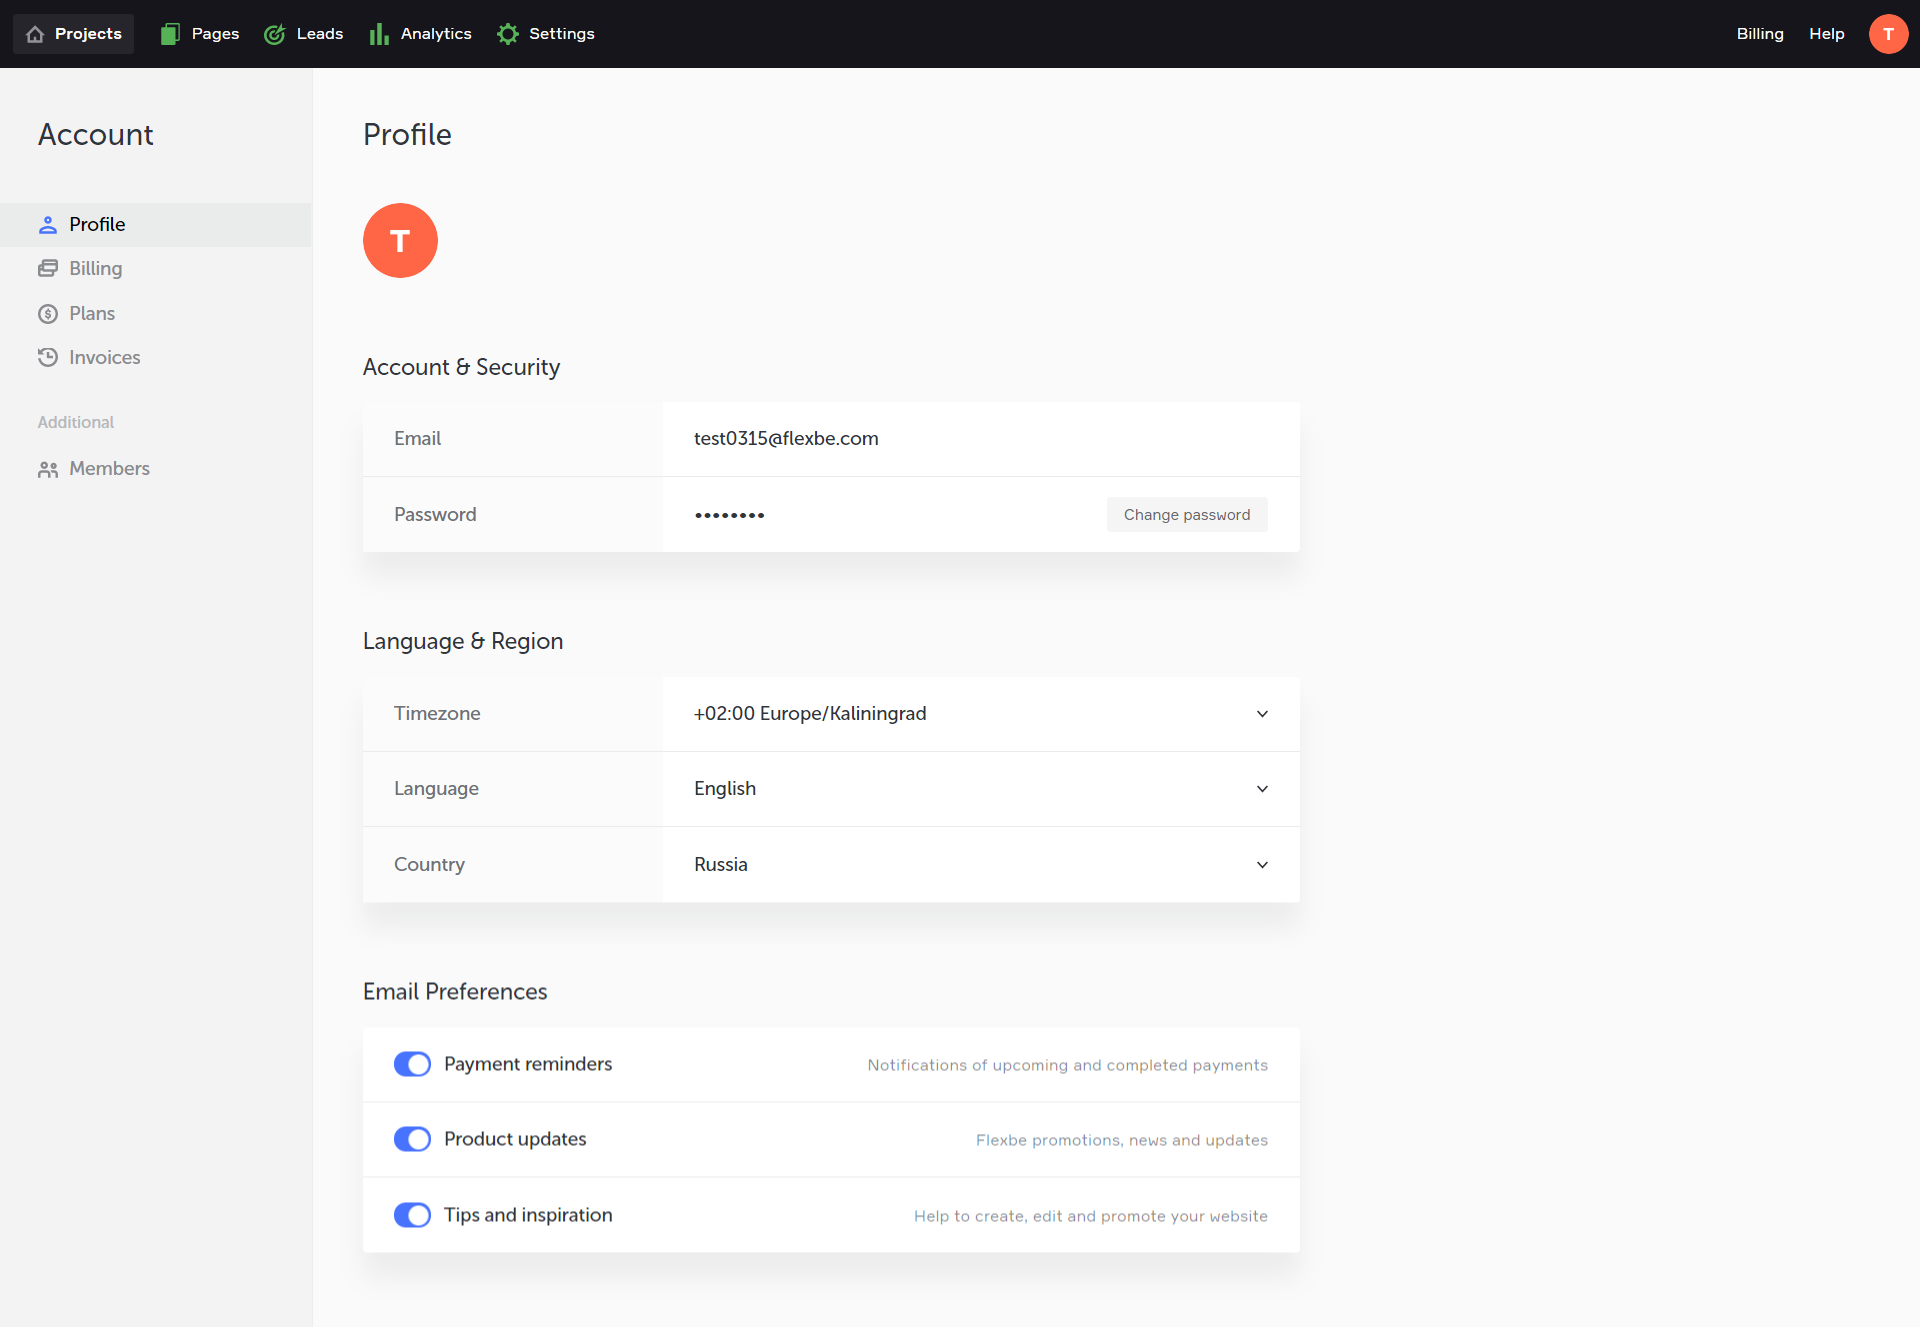 Projects
Pages
Leads
Analytics
Settings
Billing
Help
T
Account
Profile
Billing
Plans
Invoices
Additional
Members
Profile
T
Account & Security
Email
test0315@flexbe.com
Password
••••••••
Change password
Language & Region
Timezone
+02:00 Europe/Kaliningrad
Language
English
Country
Russia
Email Preferences
Payment reminders
Notifications of upcoming and completed payments
Product updates
Flexbe promotions, news and updates
Tips and inspiration
Help to create, edit and promote your website